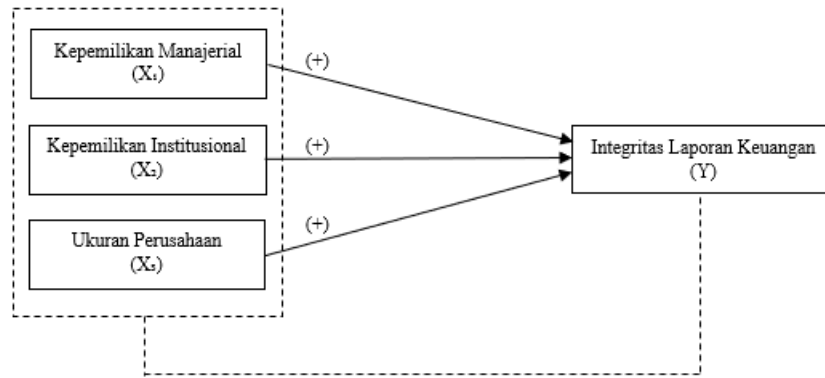 Kepemilikan Manajerial
(X₁)
(+)
Kepemilikan Institusional
(X₂)
(+)
Integritas Laporan Keuangan
(Y)
Ukuran Perusahaan
(X₃)
(+)